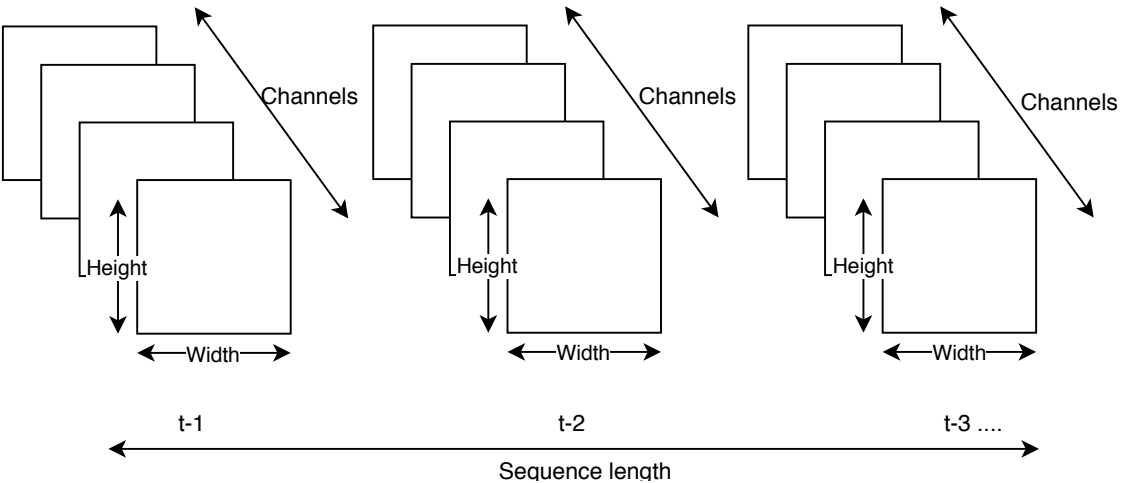 Channels
Channels
Channels
Height
Height
Height
Width
Width
Width
t-1
t-2
t-3 ....
Sequence length